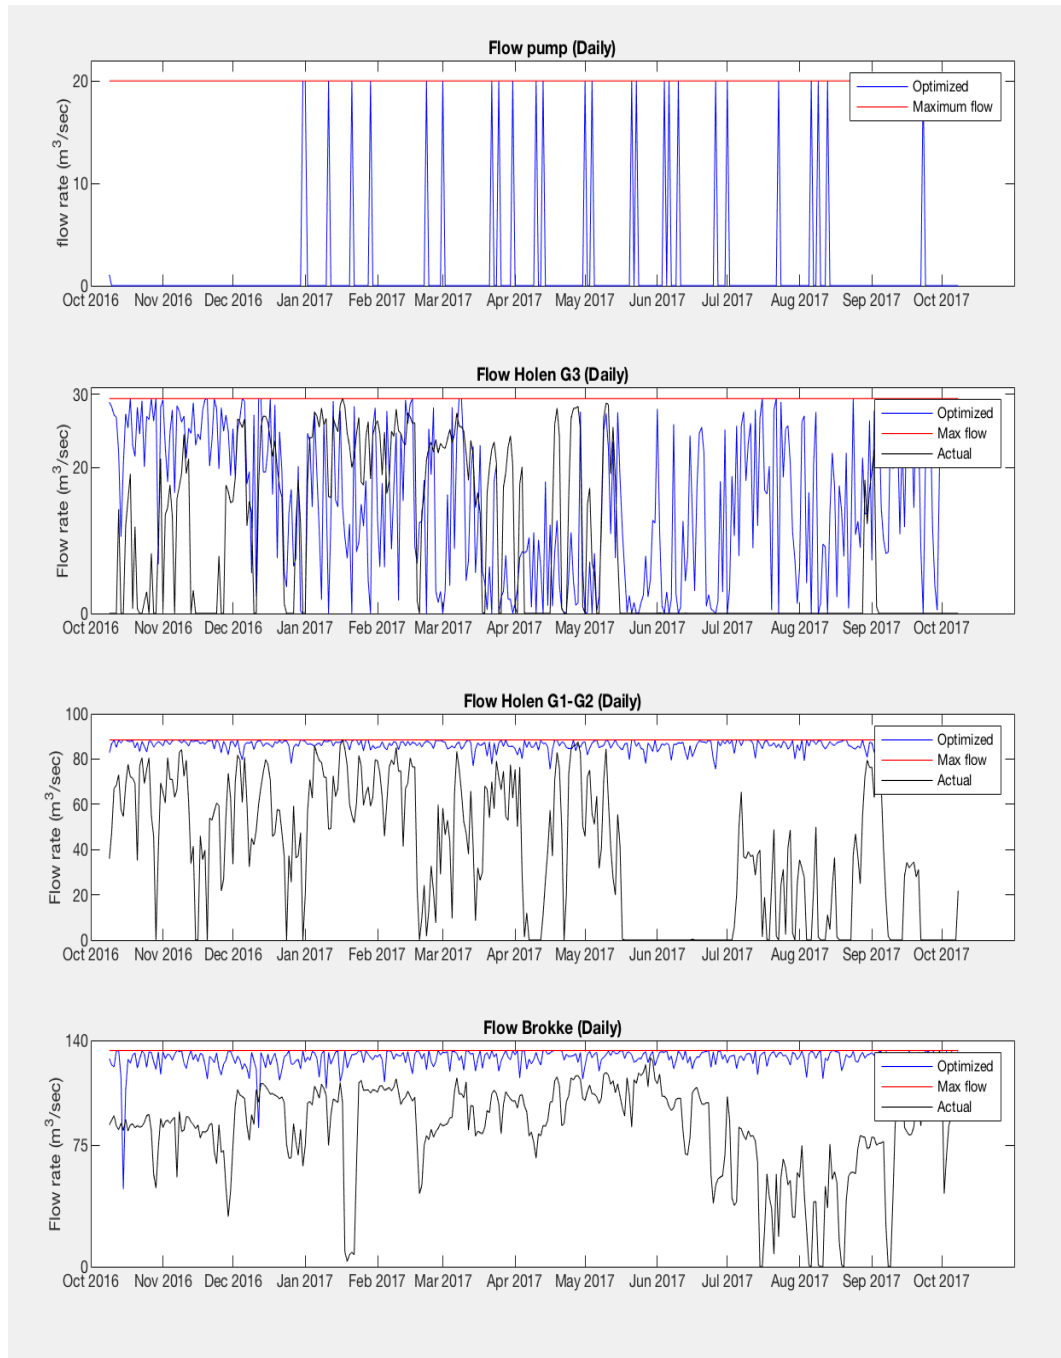 Flow pump (Daily)
flow rate (m³/sec)
20
10
0
Optimized
Maximum flow
Oct 2016 Nov 2016 Dec 2016 Jan 2017 Feb 2017 Mar 2017 Apr 2017 May 2017 Jun 2017 Jul 2017 Aug 2017 Sep 2017 Oct 2017
Flow Holen G3 (Daily)
Flow rate (m³/sec)
30
20
0
Optimized
Max flow
Actual
Oct 2016 Nov 2016 Dec 2016 Jan 2017 Feb 2017 Mar 2017 Apr 2017 May 2017 Jun 2017 Jul 2017 Aug 2017 Sep 2017 Oct 2017
Flow Holen G1-G2 (Daily)
Flow rate (m³/sec)
100
80
60
40
20
0
Optimized
Max flow
Actual
Oct 2016 Nov 2016 Dec 2016 Jan 2017 Feb 2017 Mar 2017 Apr 2017 May 2017 Jun 2017 Jul 2017 Aug 2017 Sep 2017 Oct 2017
Flow Brokke (Daily)
Flow rate (m³/sec)
140
75
0
Optimized
Max flow
Actual
Oct 2016 Nov 2016 Dec 2016 Jan 2017 Feb 2017 Mar 2017 Apr 2017 May 2017 Jun 2017 Jul 2017 Aug 2017 Sep 2017 Oct 2017